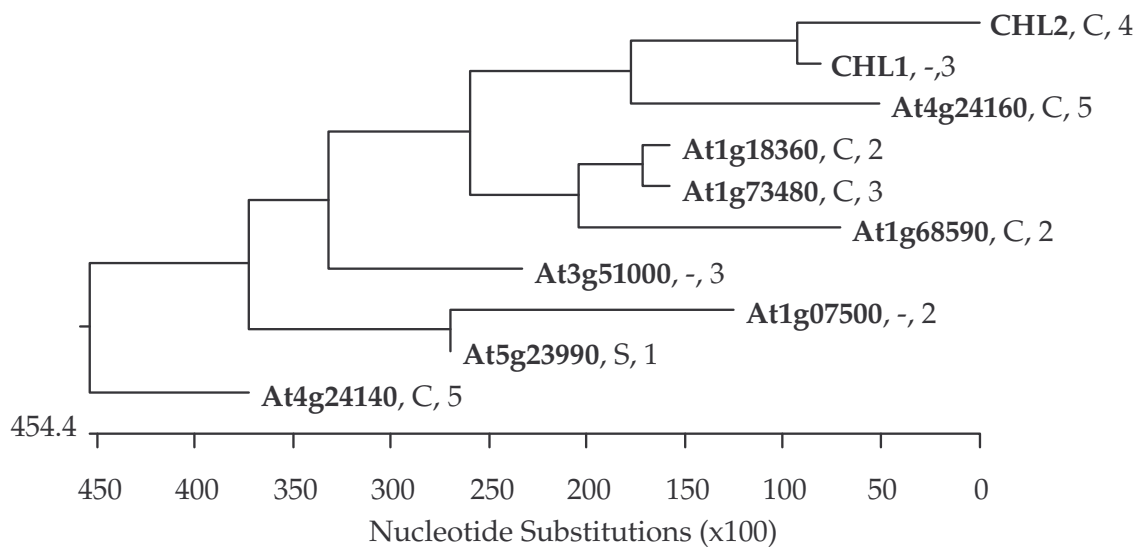 CHL2, C, 4
CHL1, -,3
At4g24160, C, 5
At1g18360, C, 2
At1g73480, C, 3
At1g68590, C, 2
At3g51000, -, 3
At1g07500, -, 2
At5g23990, S, 1
At4g24140, C, 5
454.4
450 400 350 300 250 200 150 100 50 0
Nucleotide Substitutions (x100)